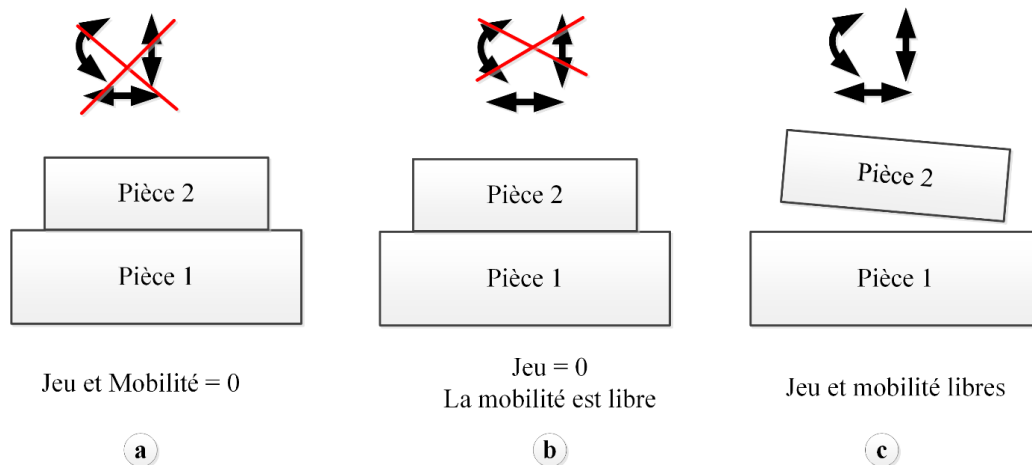 Pièce 2
Pièce 1
Jeu et Mobilité = 0
a
Pièce 2
Pièce 1
Jeu = 0
La mobilité est libre
b
Pièce 2
Pièce 1
Jeu et mobilité libres
c